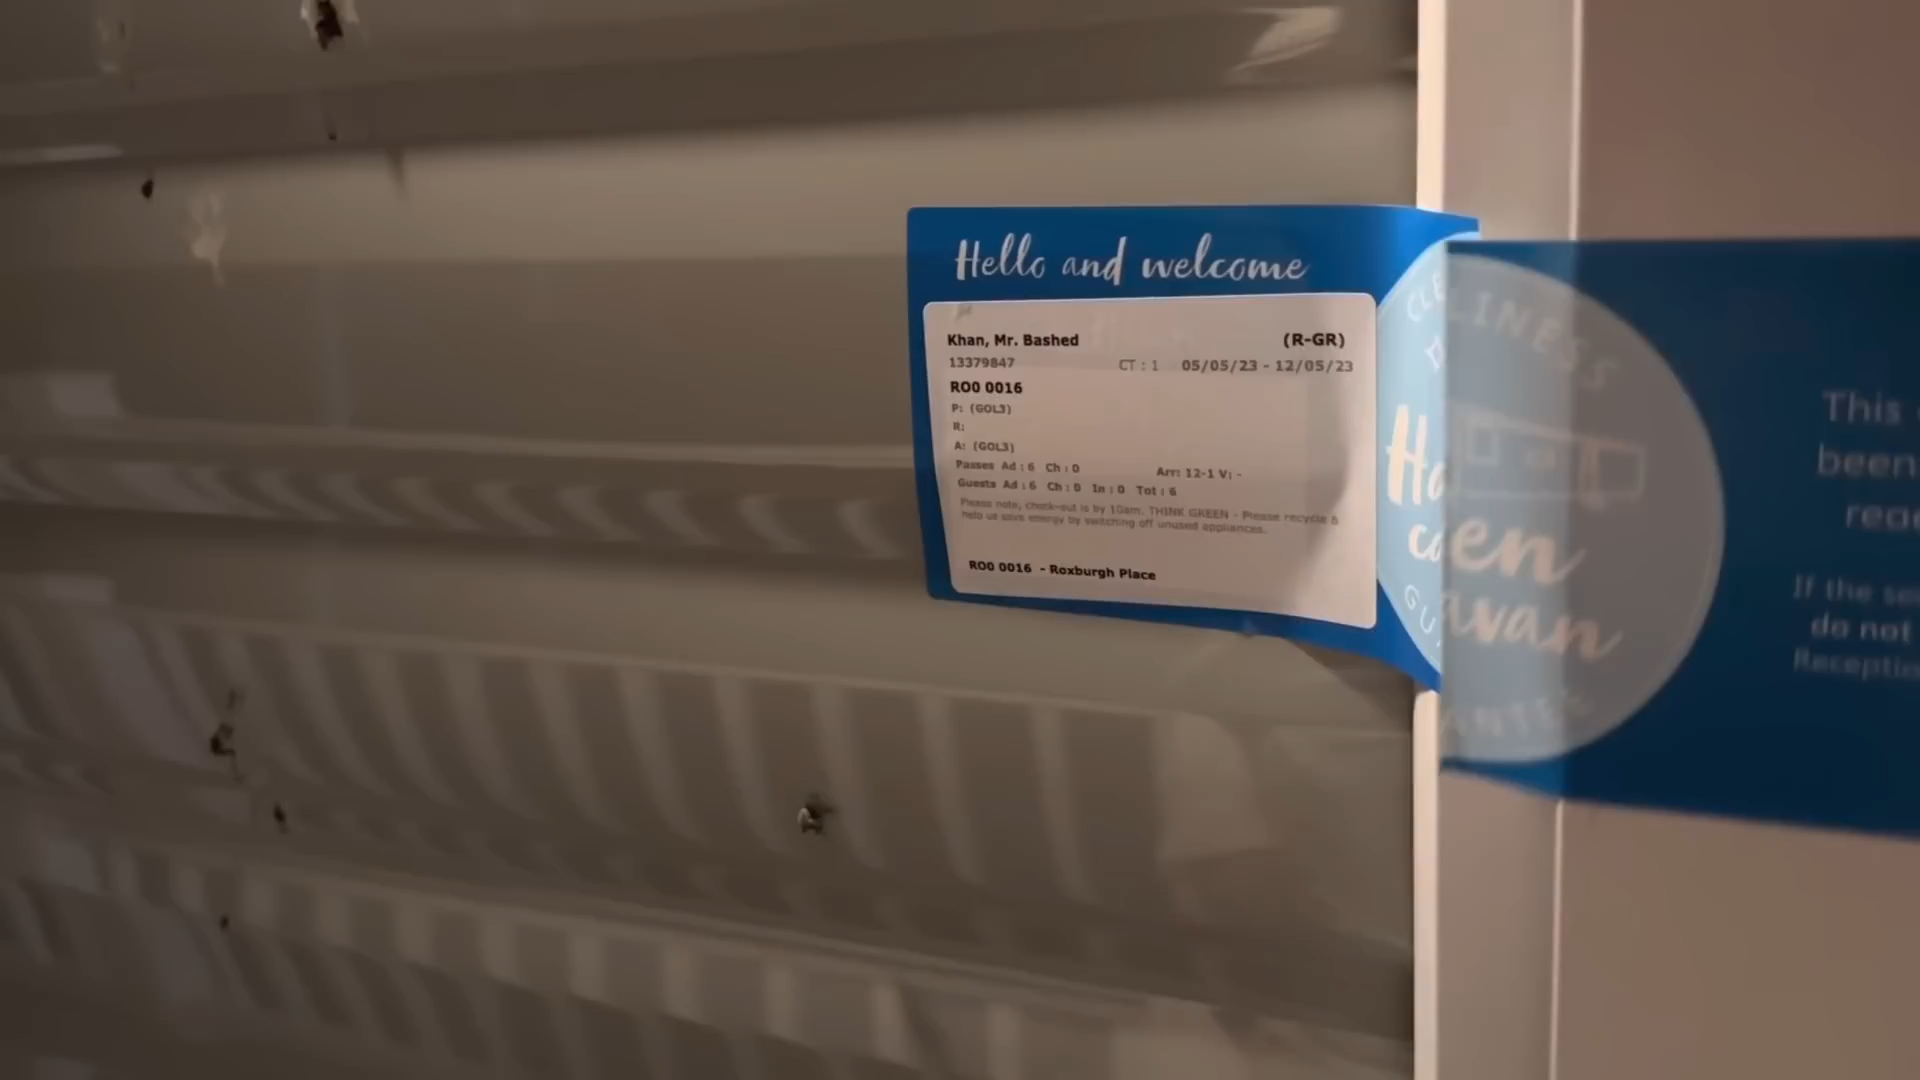 Hello and welcome
Khan, Mr. Bashed (R-GR)
13379847 CT : 1 05/05/23 - 12/05/23
RO0 0016
P: (GOL3)
R:
A: (GOL3)
Passes Ad : 6 Ch : 0 Arr: 12-1 V: -
Guests Ad : 6 Ch : 0 In : 0 Tot : 6
Please note, check-out is by 10am. THINK GREEN - Please recycle &
help us save energy by switching off unused appliances.
RO0 0016 - Roxburgh Place
This
been
If the
do not
Receptio